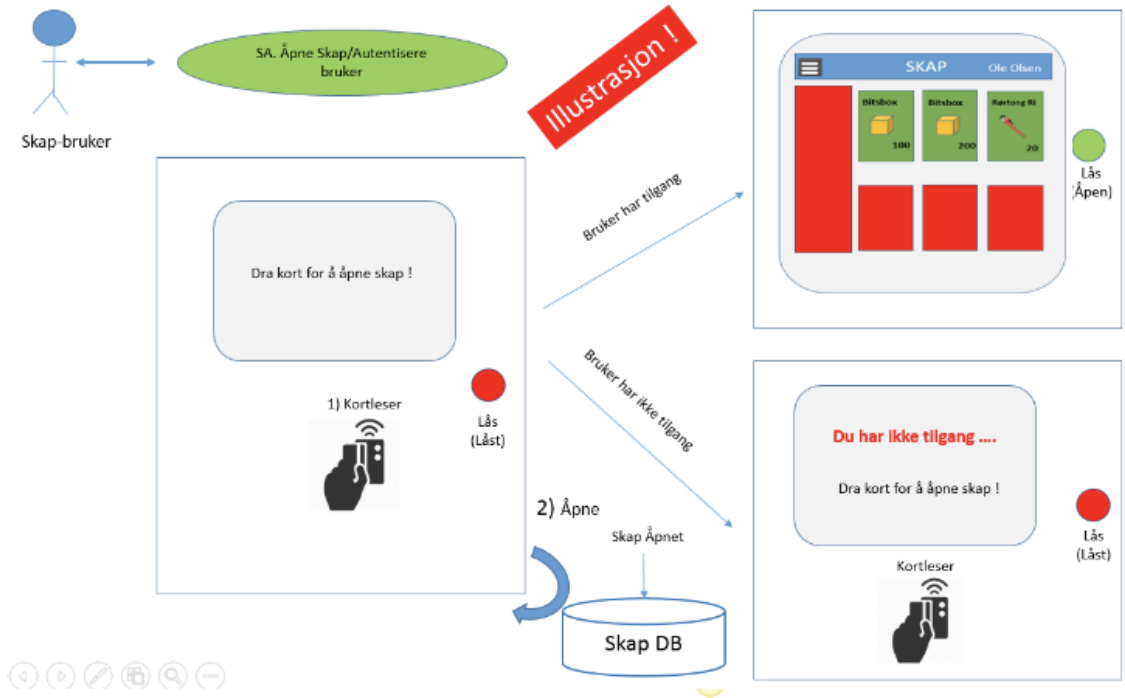 SA. Åpne Skap/Autentisere
bruker
Skap-bruker
Illustrasjon !
SKAP
Ole Olsen
Bitsbox
100
Bitsbox
200
Rørtong Ri
20
Lås
(Åpen)
Bruker har tilgang
Dra kort for å åpne skap !
1) Kortleser
Lås
(Låst)
Bruker har ikke tilgang
2) Åpne
Skap Åpnet
Skap DB
Du har ikke tilgang ....
Dra kort for å åpne skap !
Lås
(Låst)
Kortleser